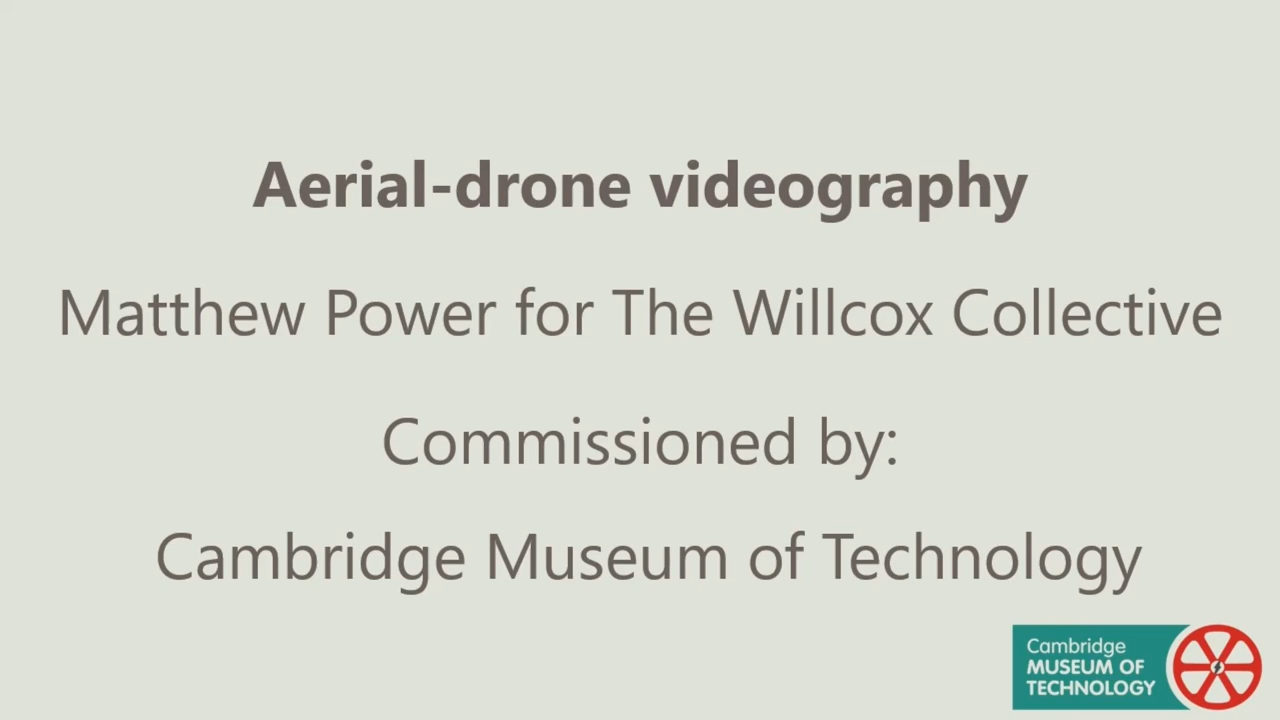 Aerial-drone videography
Matthew Power for The Willcox Collective
Commissioned by:
Cambridge Museum of Technology
Cambridge
MUSEUM OF
TECHNOLOGY